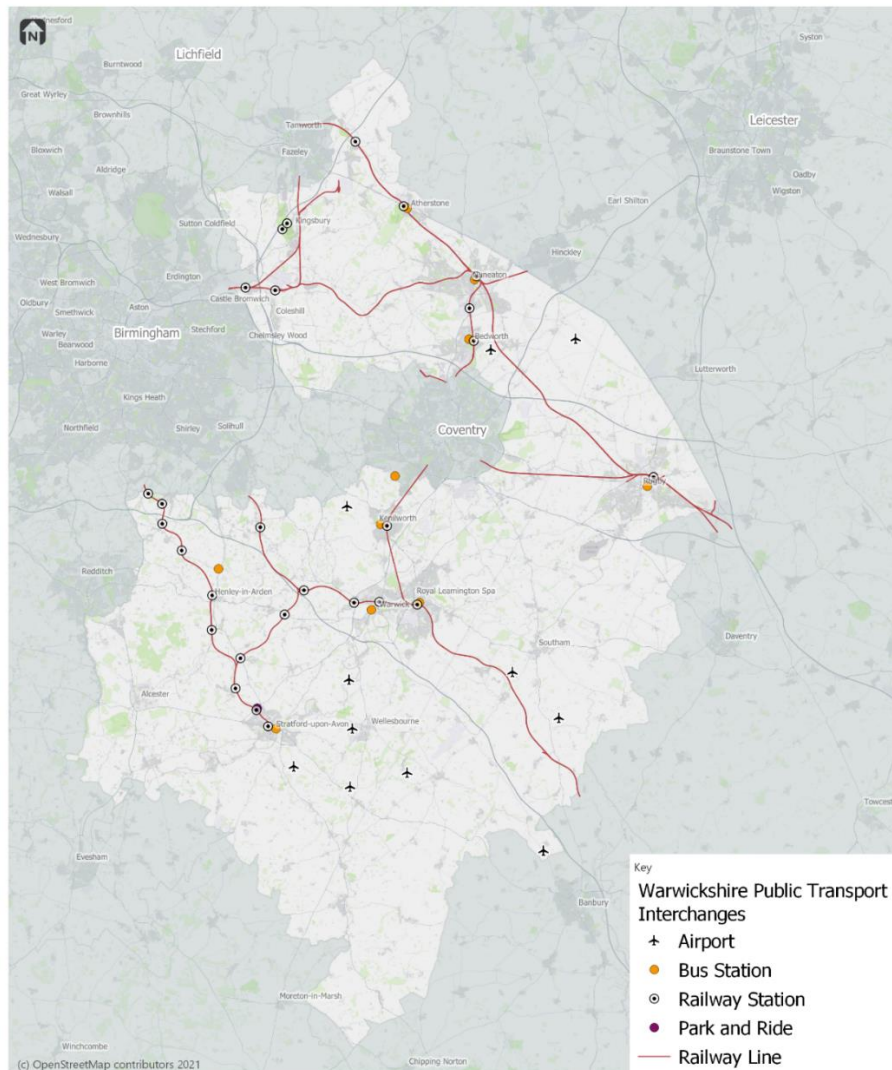 N
Lichfield
Syston
Burntwood
Great Wyrley
Brownhills
Tamworth
Leicester
Fazeley
Braunstone Town
Bloxwich
Aldridge
Oadby
Walsall
Wigston
Atherstone
Earl Shilton
Sutton Coldfield
Kingsbury
Wednesbury
Hinckley
Erdington
Nuneaton
West Bromwich
Oldbury
Aston
Castle Bromwich
Coleshill
Smethwick
Birmingham
Stechford
Chelmsley Wood
Bedworth
Warley
Bearwood
Harborne
Lutterworth
Kings Heath
Northfield
Shirley
Solihull
Coventry
Rugby
Kenilworth
Redditch
Henley-in-Arden
Royal Leamington Spa
Warwick
Daventry
Southam
Alcester
Stratford-upon-Avon
Wellesbourne
Evesham
Banbury
Moreton-in-Marsh
Winchcombe
Chipping Norton
(c) OpenStreetMap contributors 2021
Key
Warwickshire Public Transport
Interchanges
Airport
Bus Station
Railway Station
Park and Ride
Railway Line